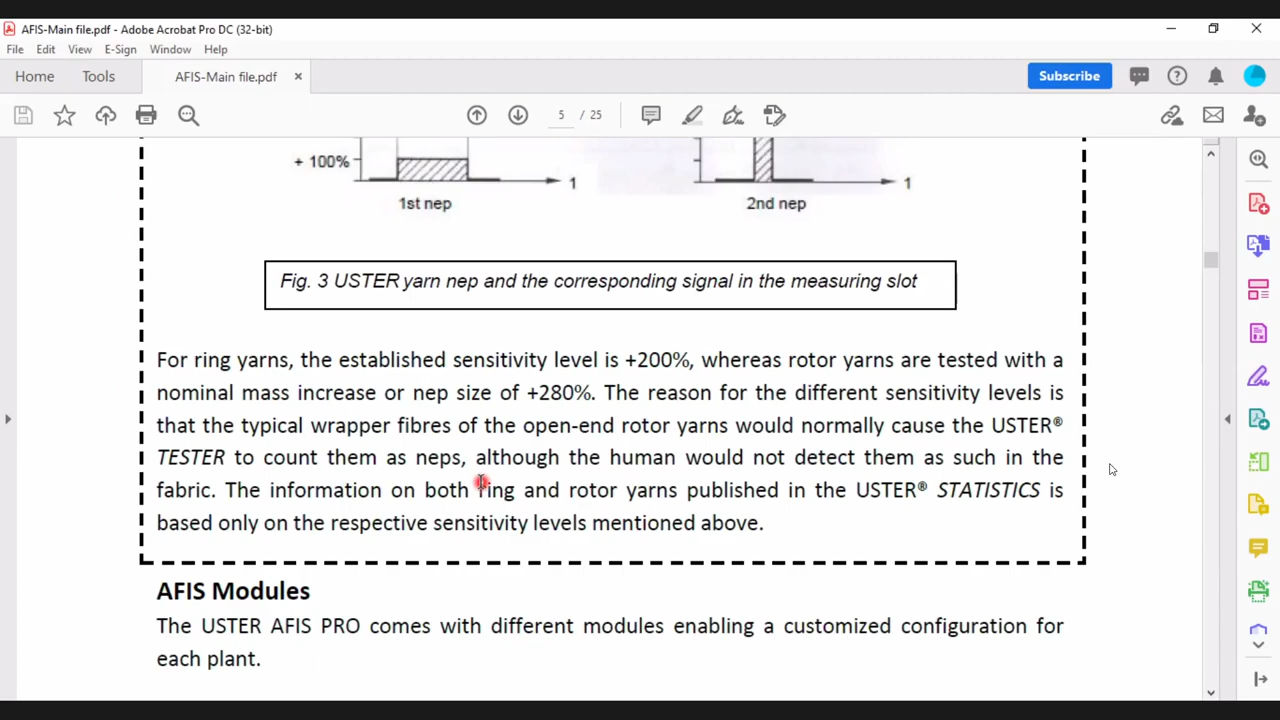 AFIS-Main file.pdf - Adobe Acrobat Pro DC (32-bit)
File Edit View E-Sign Window Help
Home Tools AFIS-Main file.pdf × Subscribe
5 / 25
+ 100%
1 1
1st nep 2nd nep
Fig. 3 USTER yarn nep and the corresponding signal in the measuring slot
For ring yarns, the established sensitivity level is +200%, whereas rotor yarns are tested with a
nominal mass increase or nep size of +280%. The reason for the different sensitivity levels is
that the typical wrapper fibres of the open-end rotor yarns would normally cause the USTER®
TESTER to count them as neps, although the human would not detect them as such in the
fabric. The information on both ring and rotor yarns published in the USTER® STATISTICS is
based only on the respective sensitivity levels mentioned above.
AFIS Modules
The USTER AFIS PRO comes with different modules enabling a customized configuration for
each plant.